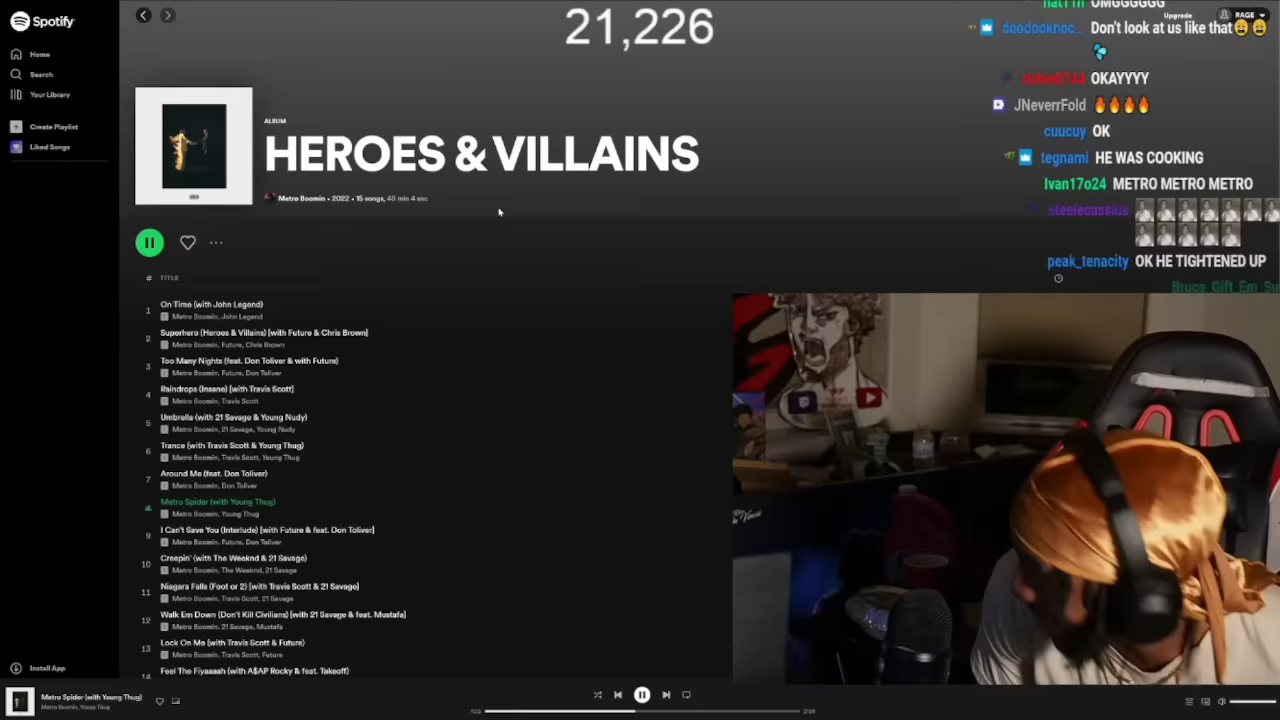 Spotify
Home
Search
Your Library
Create Playlist
Liked Songs
Install App
21,226
Upgrade
RAGE
ALBUM
HEROES & VILLAINS
Metro Boomin • 2022 • 15 songs, 48 min 4 sec
# TITLE
1 On Time (with John Legend)
Metro Boomin, John Legend
2 Superhero (Heroes & Villains) [with Future & Chris Brown]
Metro Boomin, Future, Chris Brown
3 Too Many Nights (feat. Don Toliver & with Future)
Metro Boomin, Future, Don Toliver
4 Raindrops (Insane) [with Travis Scott]
Metro Boomin, Travis Scott
5 Umbrella (with 21 Savage & Young Nudy)
Metro Boomin, 21 Savage, Young Nudy
6 Trance (with Travis Scott & Young Thug)
Metro Boomin, Travis Scott, Young Thug
7 Around Me (feat. Don Toliver)
Metro Boomin, Don Toliver
Metro Spider (with Young Thug)
Metro Boomin, Young Thug
9 I Can't Save You (Interlude) [with Future & feat. Don Toliver]
Metro Boomin, Future, Don Toliver
10 Creepin' (with The Weeknd & 21 Savage)
Metro Boomin, The Weeknd, 21 Savage
11 Niagara Falls (Foot or 2) [with Travis Scott & 21 Savage]
Metro Boomin, Travis Scott, 21 Savage
12 Walk Em Down (Don't Kill Civilians) [with 21 Savage & feat. Mustafa]
Metro Boomin, 21 Savage, Mustafa
13 Lock On Me (with Travis Scott & Future)
Metro Boomin, Travis Scott, Future
14 Feel The Fiyaaaah (with A$AP Rocky & feat. Takeoff)
OMGGGGGG
doodooknoc... Don't look at us like that
OKAYYYY
JNeverrFold
cuucuy OK
tegnami HE WAS COOKING
Ivan17o24 METRO METRO METRO
steelecassius
peak_tenacity OK HE TIGHTENED UP
Metro Spider (with Young Thug)
Metro Boomin, Young Thug